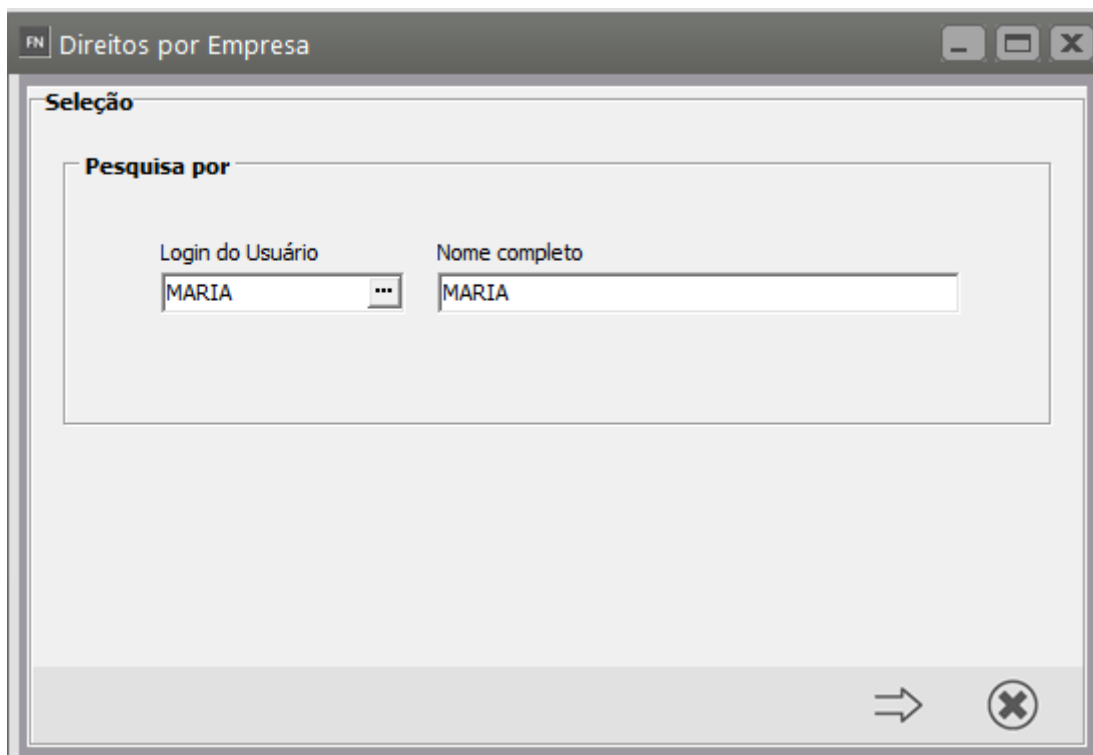 FN Direitos por Empresa
Seleção
Pesquisa por
Login do Usuário Nome completo
MARIA ... MARIA